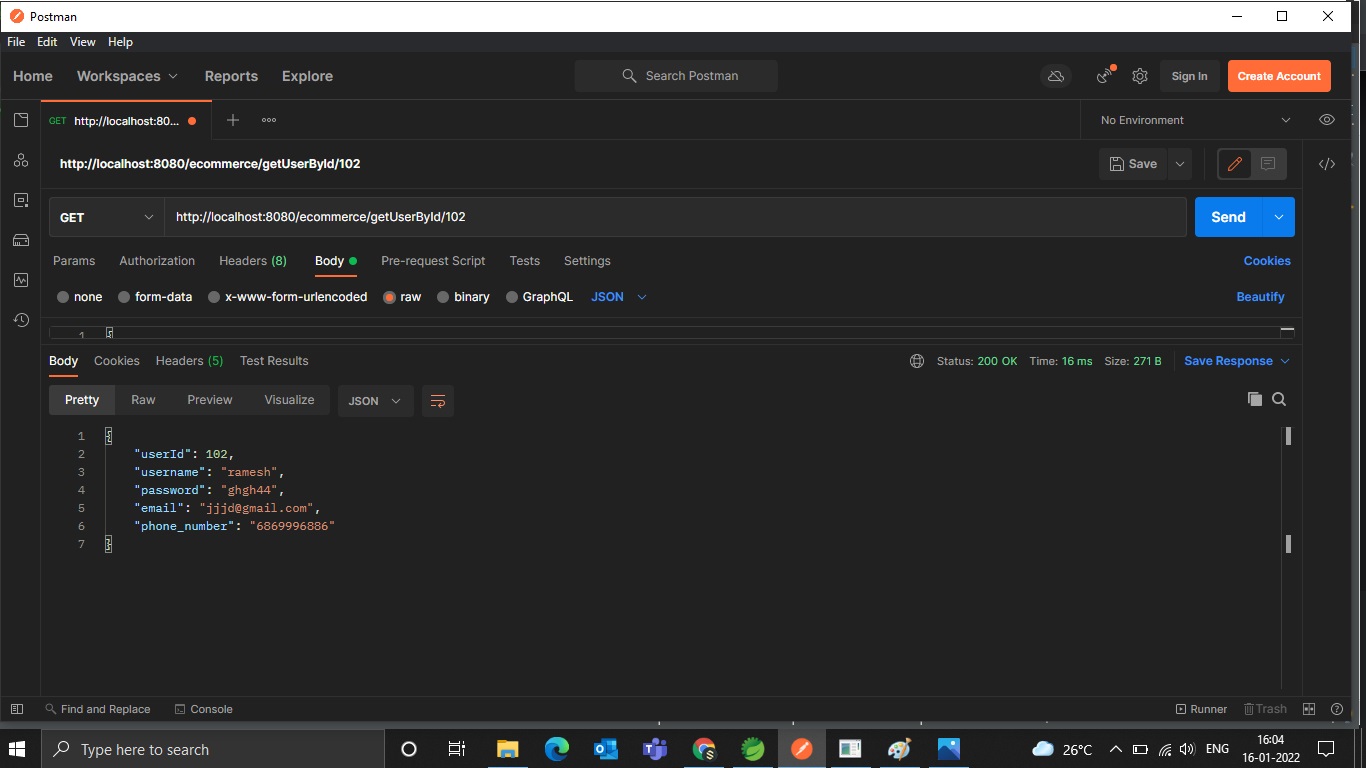 Postman
File Edit View Help
Home Workspaces Reports Explore Search Postman Sign In Create Account
GET http://localhost:80... No Environment
http://localhost:8080/ecommerce/getUserById/102 Save
GET http://localhost:8080/ecommerce/getUserById/102 Send
Params Authorization Headers (8) Body Pre-request Script Tests Settings Cookies
none form-data x-www-form-urlencoded raw binary GraphQL JSON Beautify
1 {
Body Cookies Headers (5) Test Results Status: 200 OK Time: 16 ms Size: 271 B Save Response
Pretty Raw Preview Visualize JSON
1 {
2 "userId": 102,
3 "username": "ramesh",
4 "password": "ghgh44",
5 "email": "jjjd@gmail.com",
6 "phone_number": "6869996886"
7 }
Find and Replace Console Runner Trash
Type here to search 26°C ENG 16:04
16-01-2022